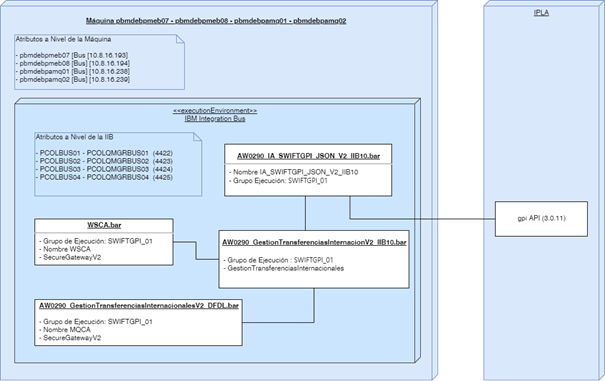 Máquina pbmdebpmeb07 - pbmdebpmeb08 - pbmdebpamq01 - pbmdebpamq02
Atributos a Nivel de la Máquina
- pbmdebpmeb07 [Bus] [10.8.16.193]
- pbmdebpmeb08 [Bus] [10.8.16.194]
- pbmdebpamq01 [Bus] [10.8.16.238]
- pbmdebpamq02 [Bus] [10.8.16.239]
<<executionEnvironment>>
IBM Integration Bus
Atributos a Nivel de la IIB
- PCOLBUS01 - PCOLQMGRBUS01 (4422)
- PCOLBUS02 - PCOLQMGRBUS02 (4423)
- PCOLBUS03 - PCOLQMGRBUS03 (4424)
- PCOLBUS04 - PCOLQMGRBUS04 (4425)
AW0290_IA_SWIFTGPI_JSON_V2_IIB10.bar
- Nombre IA_SWIFTGPI_JSON_V2_IIB10
- Grupo Ejecución: SWIFTGPI_01
WSCA.bar
- Grupo de Ejecución: SWIFTGPI_01
- Nombre WSCA
- SecureGatewayV2
AW0290_GestionTransferenciasInternacionV2_IIB10.bar
- Grupo de Ejecución : SWIFTGPI_01
- GestionTransferenciasInternacionales
AW0290_GestionTransferenciasInternacionalesV2_DFDL.bar
- Grupo de Ejecución: SWIFTGPI_01
- Nombre MQCA
- SecureGatewayV2
IPLA
gpi API (3.0.11)